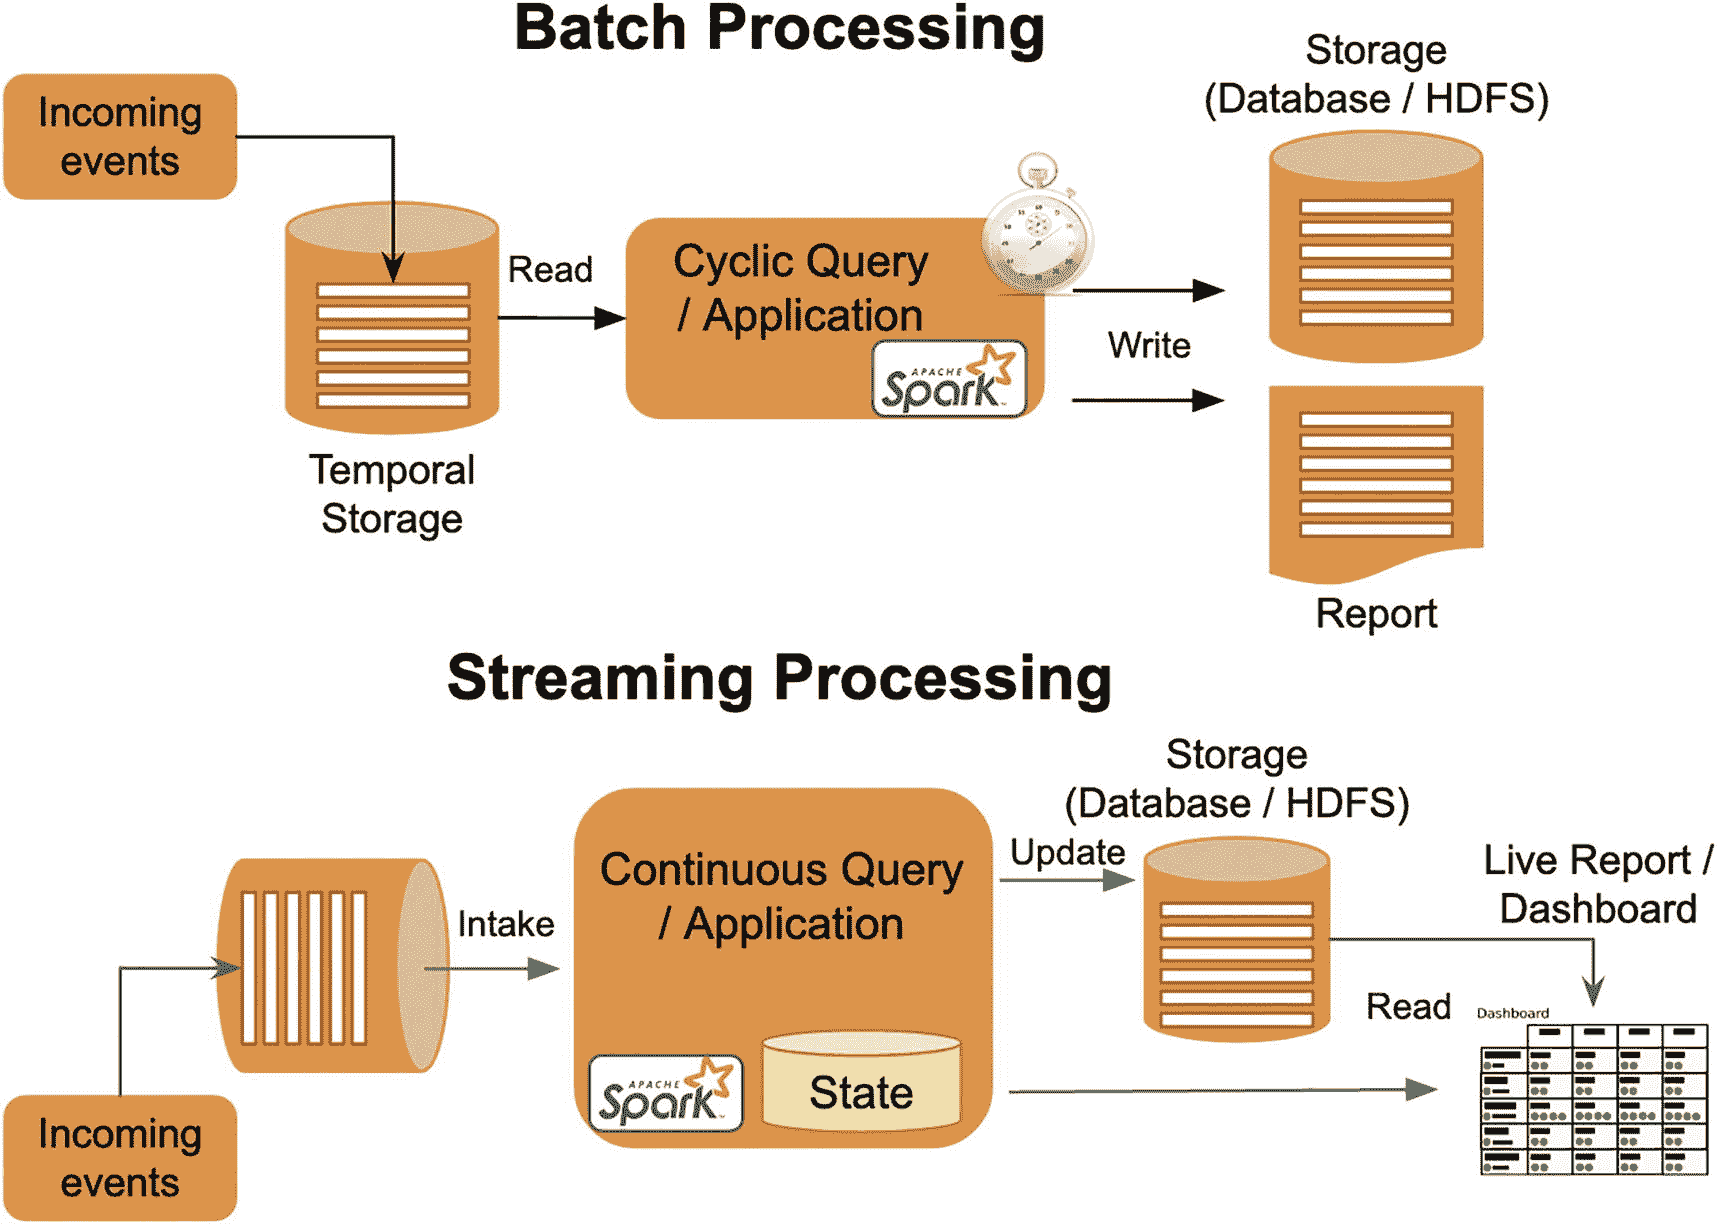 Batch Processing
Incoming
events
Temporal
Storage
Read
Cyclic Query
/ Application
APACHE
Spark
Write
Storage
(Database / HDFS)
Report
Streaming Processing
Incoming
events
Intake
Continuous Query
/ Application
APACHE
Spark
State
Update
Storage
(Database / HDFS)
Read
Live Report /
Dashboard
Dashboard